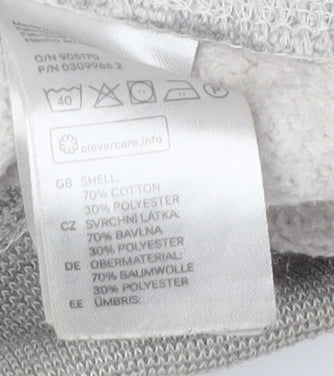 O/N 905170
P/N 0309966 2
40
P
clevercare.info
GB SHELL:
70% COTTON
30% POLYESTER
CZ SVRCHNÍ LÁTKA:
70% BAVLNA
30% POLYESTER
DE OBERMATERIAL:
70% BAUMWOLLE
30% POLYESTER
EE ÜMBRIS: